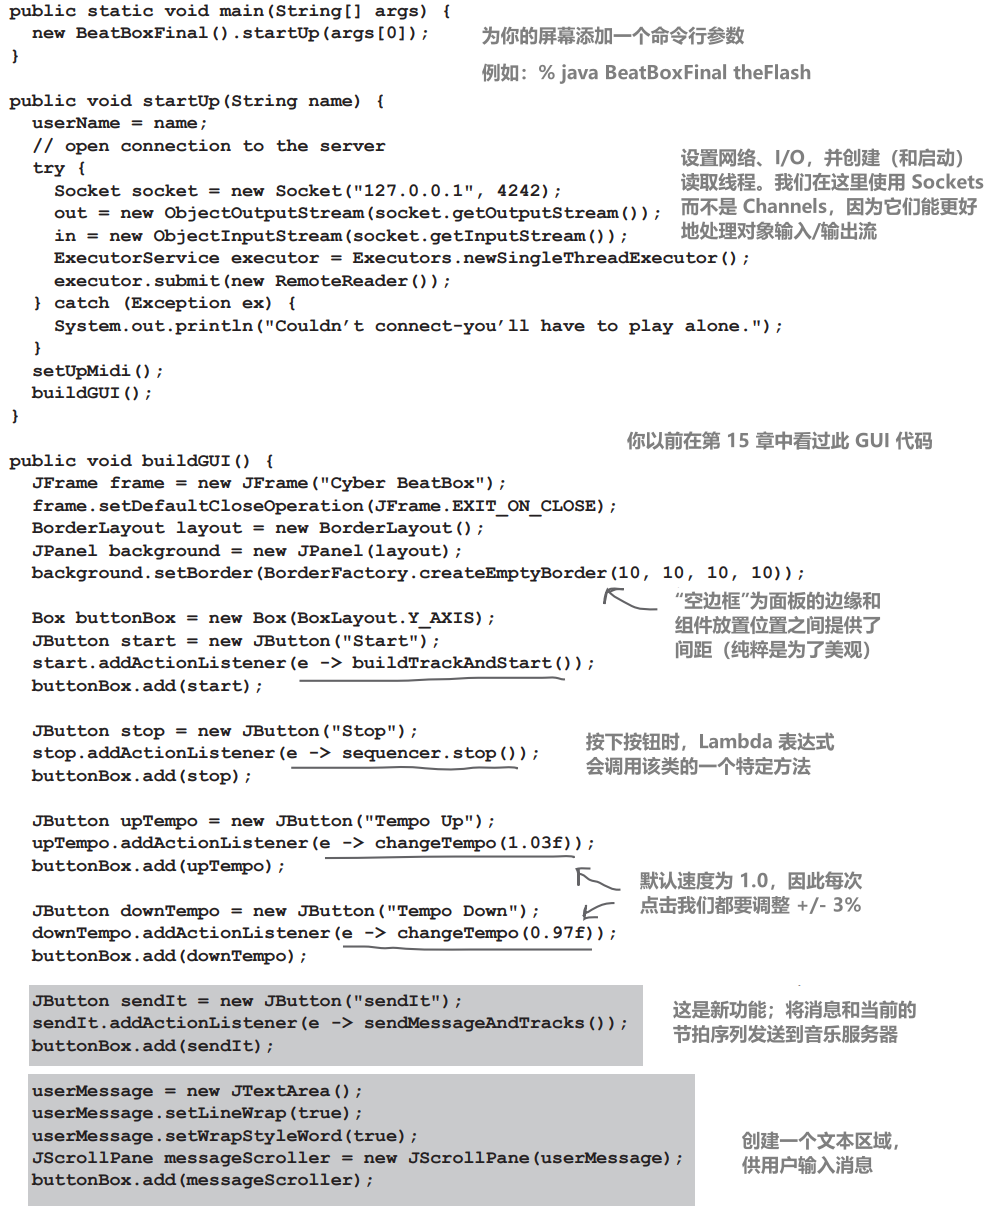 public static void main(String[] args) {
  new BeatBoxFinal().startUp(args[0]);
}
为你的屏幕添加一个命令行参数
例如：% java BeatBoxFinal theFlash
public void startUp(String name) {
  userName = name;
  // open connection to the server
  try {
    Socket socket = new Socket("127.0.0.1", 4242);
    out = new ObjectOutputStream(socket.getOutputStream());
    in = new ObjectInputStream(socket.getInputStream());
    ExecutorService executor = Executors.newSingleThreadExecutor();
    executor.submit(new RemoteReader());
  } catch (Exception ex) {
    System.out.println("Couldn’t connect-you’ll have to play alone.");
  }
  setUpMidi();
  buildGUI();
}
设置网络、I/O，并创建（和启动）
读取线程。我们在这里使用 Sockets
而不是 Channels，因为它们能更好
地处理对象输入/输出流
你以前在第 15 章中看过此 GUI 代码
public void buildGUI() {
  JFrame frame = new JFrame("Cyber BeatBox");
  frame.setDefaultCloseOperation(JFrame.EXIT_ON_CLOSE);
  BorderLayout layout = new BorderLayout();
  JPanel background = new JPanel(layout);
  background.setBorder(BorderFactory.createEmptyBorder(10, 10, 10, 10));
“空边框”为面板的边缘和
组件放置位置之间提供了
间距（纯粹是为了美观）
  Box buttonBox = new Box(BoxLayout.Y_AXIS);
  JButton start = new JButton("Start");
  start.addActionListener(e -> buildTrackAndStart());
  buttonBox.add(start);
  JButton stop = new JButton("Stop");
  stop.addActionListener(e -> sequencer.stop());
  buttonBox.add(stop);
按下按钮时，Lambda 表达式
会调用该类的一个特定方法
  JButton upTempo = new JButton("Tempo Up");
  upTempo.addActionListener(e -> changeTempo(1.03f));
  buttonBox.add(upTempo);
默认速度为 1.0，因此每次
点击我们都要调整 +/- 3%
  JButton downTempo = new JButton("Tempo Down");
  downTempo.addActionListener(e -> changeTempo(0.97f));
  buttonBox.add(downTempo);
  JButton sendIt = new JButton("sendIt");
  sendIt.addActionListener(e -> sendMessageAndTracks());
  buttonBox.add(sendIt);
这是新功能；将消息和当前的
节拍序列发送到音乐服务器
  userMessage = new JTextArea();
  userMessage.setLineWrap(true);
  userMessage.setWrapStyleWord(true);
  JScrollPane messageScroller = new JScrollPane(userMessage);
  buttonBox.add(messageScroller);
创建一个文本区域，
供用户输入消息